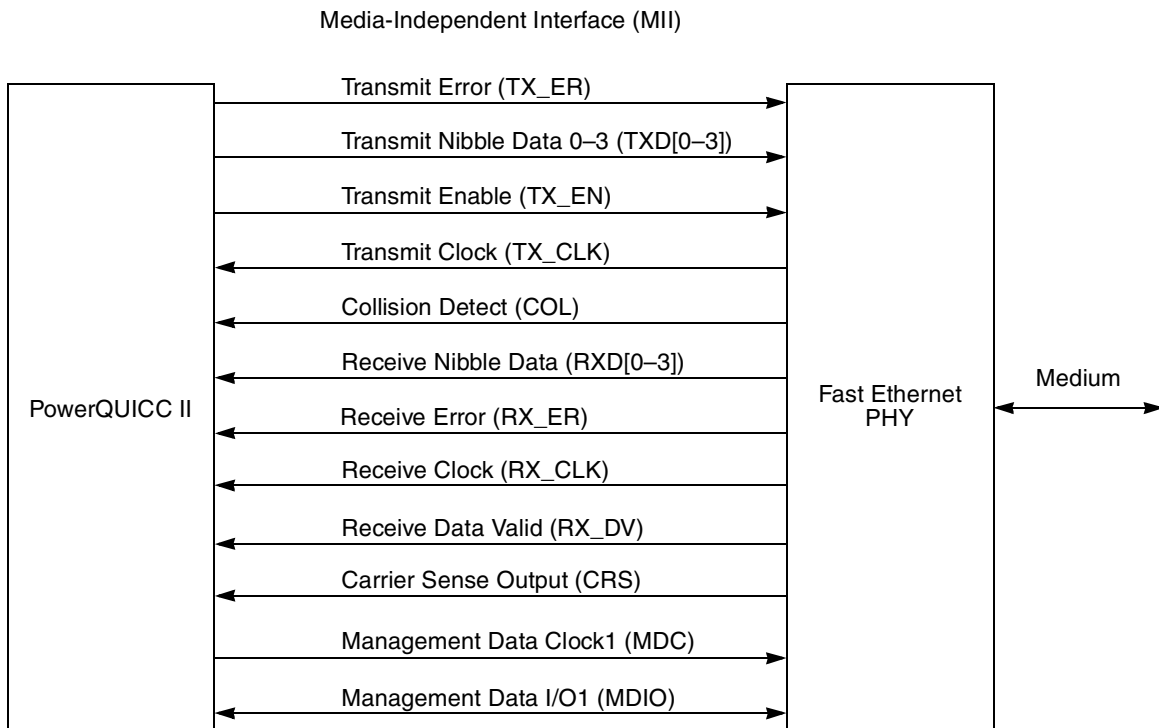 Media-Independent Interface (MII)
Transmit Error (TX_ER)
Transmit Nibble Data 0–3 (TXD[0–3])
Transmit Enable (TX_EN)
Transmit Clock (TX_CLK)
Collision Detect (COL)
Receive Nibble Data (RXD[0–3])
Receive Error (RX_ER)
Receive Clock (RX_CLK)
Receive Data Valid (RX_DV)
Carrier Sense Output (CRS)
Management Data Clock1 (MDC)
Management Data I/O1 (MDIO)
PowerQUICC II
Fast Ethernet
PHY
Medium